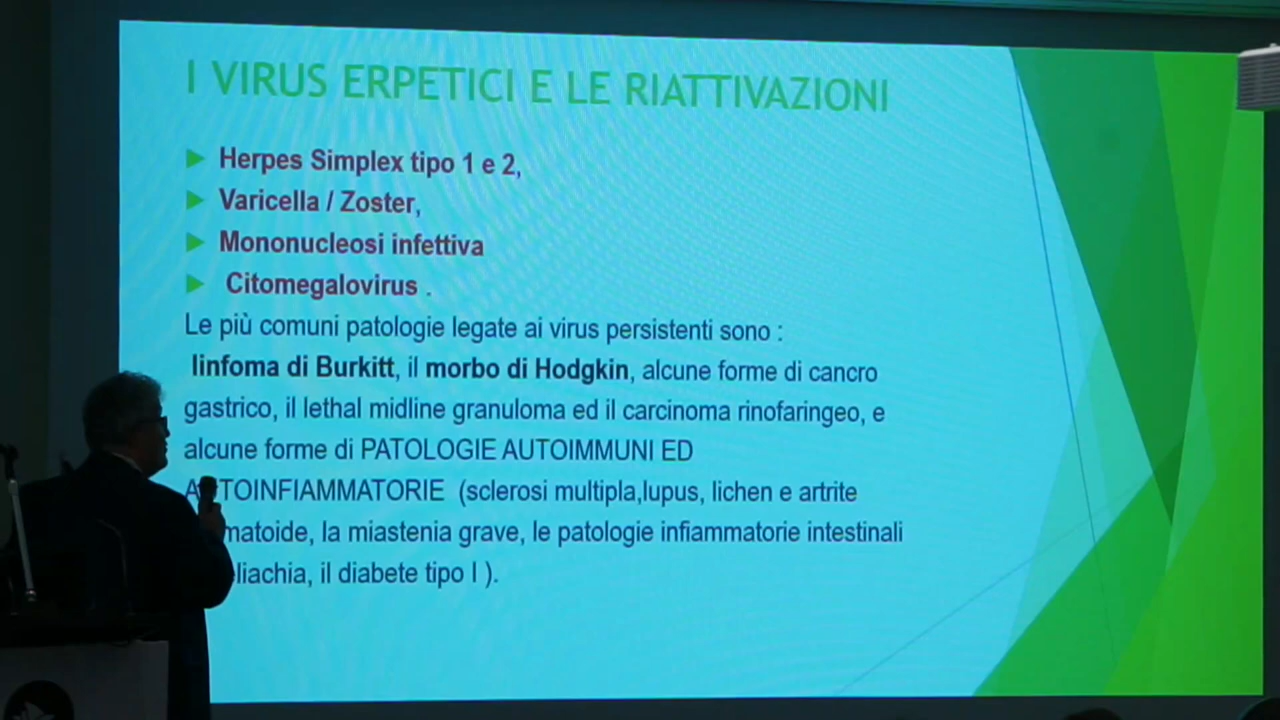 I VIRUS ERPETICI E LE RIATTIVAZIONI
Herpes Simplex tipo 1 e 2,
Varicella / Zoster,
Mononucleosi infettiva
Citomegalovirus .
Le più comuni patologie legate ai virus persistenti sono :
linfoma di Burkitt, il morbo di Hodgkin, alcune forme di cancro
gastrico, il lethal midline granuloma ed il carcinoma rinofaringeo, e
alcune forme di PATOLOGIE AUTOIMMUNI ED
AUTOINFIAMMATORIE (sclerosi multipla,lupus, lichen e artrite
matoide, la miastenia grave, le patologie infiammatorie intestinali
eliachia, il diabete tipo I ).